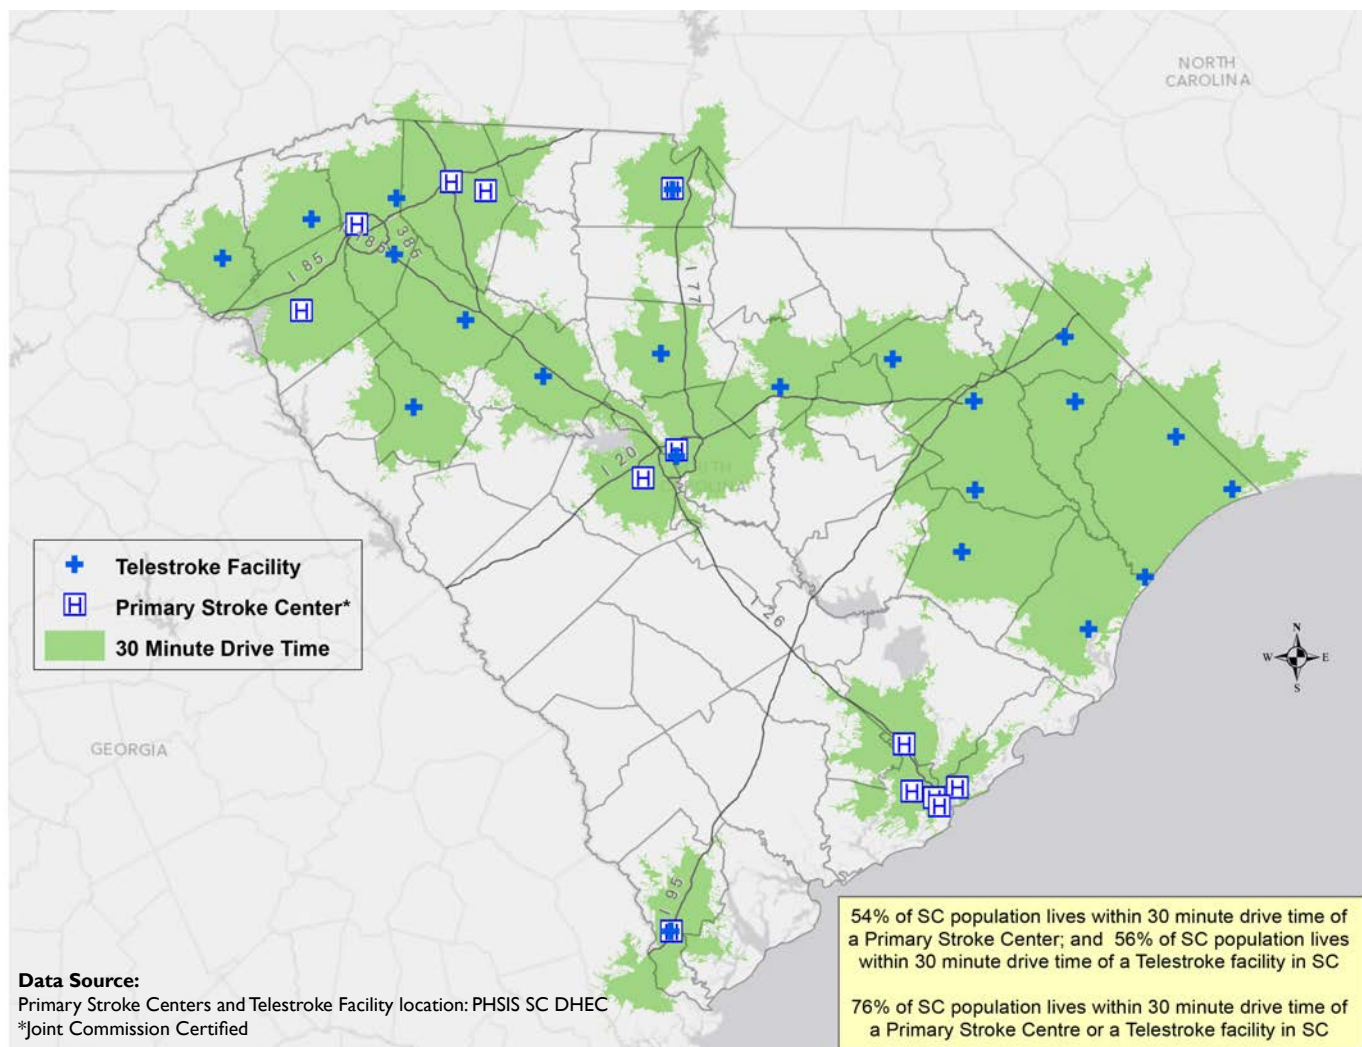 NORTH
CAROLINA
I 85
I 185
I 385
I 77
I 20
SOUTH
CAROLINA
Telestroke Facility
Primary Stroke Center*
30 Minute Drive Time
I 26
N
W E
S
GEORGIA
I 95
54% of SC population lives within 30 minute drive time of
a Primary Stroke Center; and 56% of SC population lives
within 30 minute drive time of a Telestroke facility in SC
76% of SC population lives within 30 minute drive time of
a Primary Stroke Centre or a Telestroke facility in SC
Data Source:
Primary Stroke Centers and Telestroke Facility location: PHSIS SC DHEC
*Joint Commission Certified